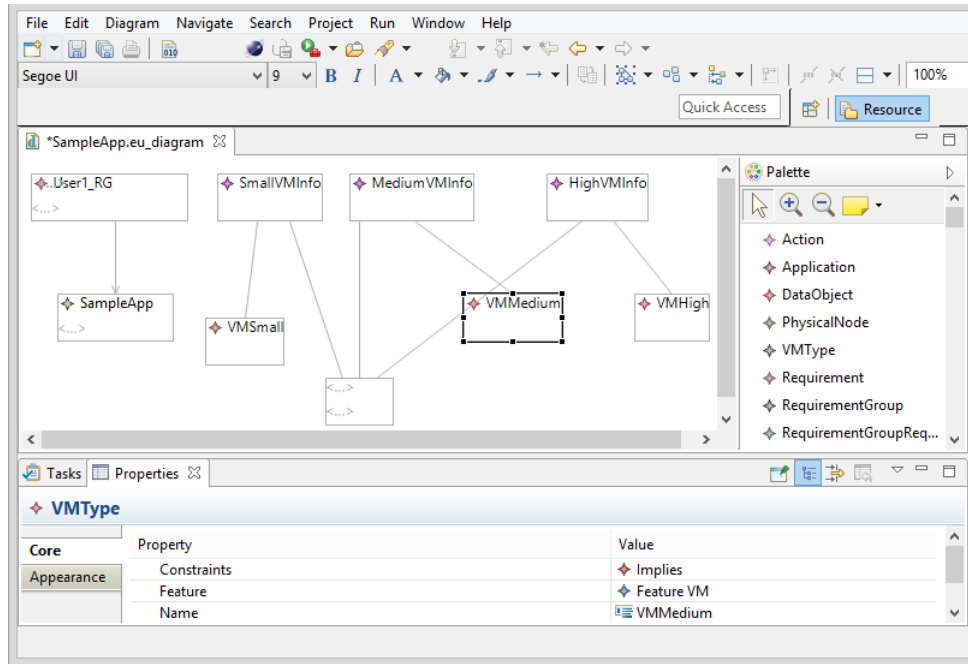 File Edit Diagram Navigate Search Project Run Window Help
010
Segoe UI 9 B I A 100%
Quick Access Resource
*SampleApp.eu_diagram
..User1_RG
<...>
SmallVMInfo
MediumVMInfo
HighVMInfo
SampleApp
<...>
VMSmall
VMMedium
VMHigh
<...>
<...>
Palette
Action
Application
DataObject
PhysicalNode
VMType
Requirement
RequirementGroup
RequirementGroupReq...
Tasks Properties
VMType
Core
Appearance
Property Value
Constraints Implies
Feature Feature VM
Name VMMedium